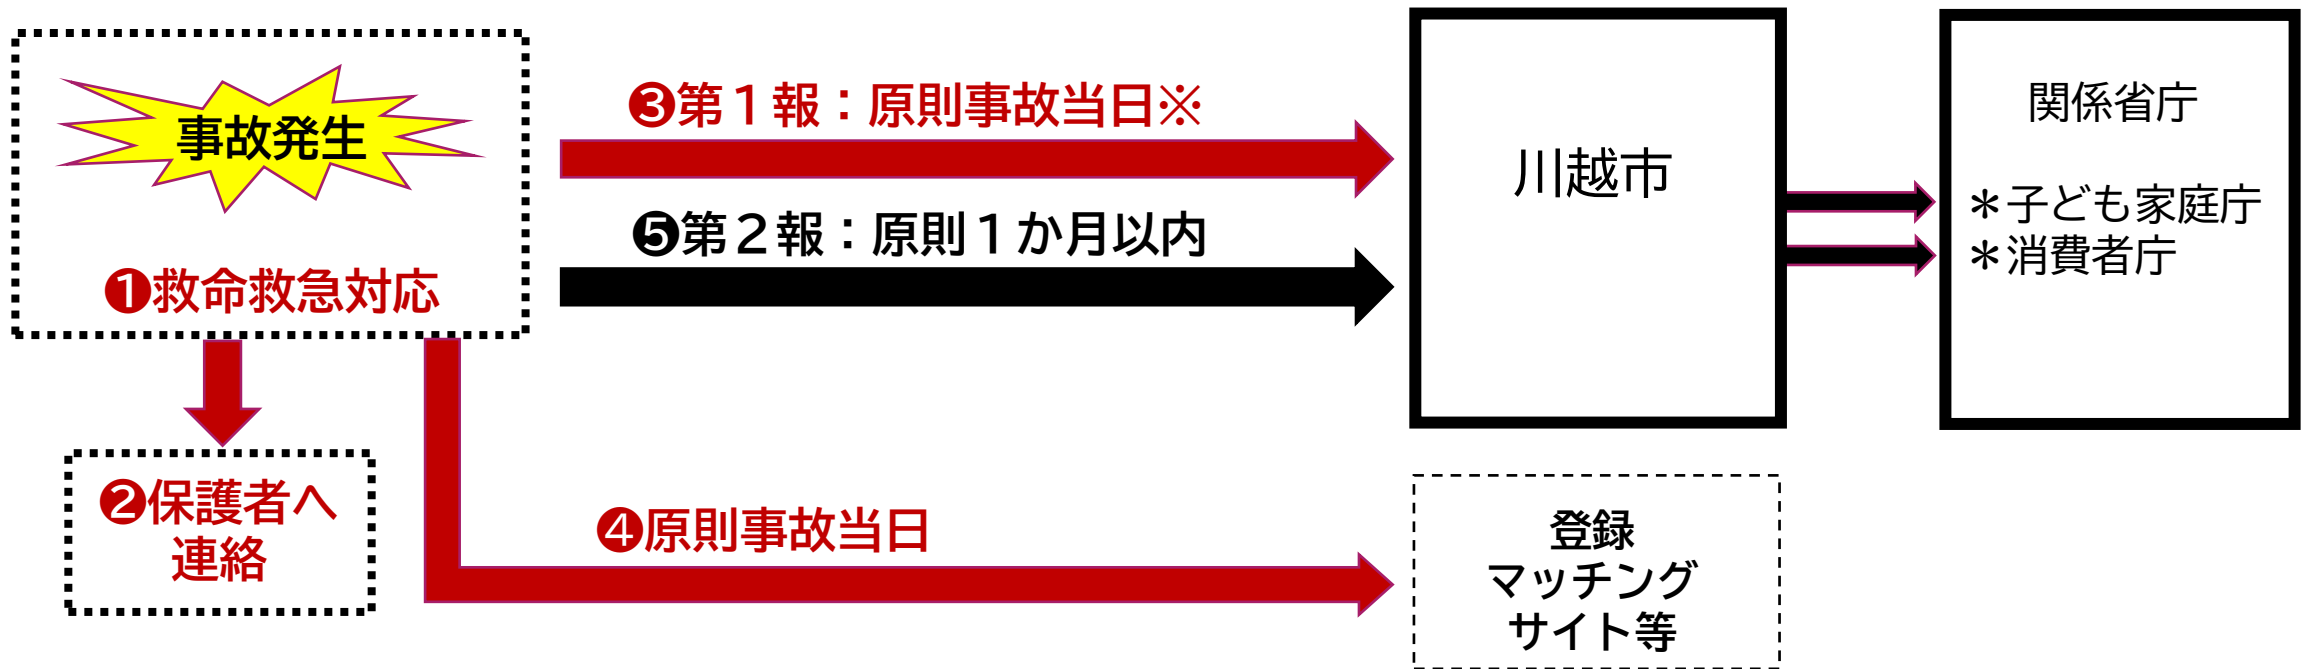 事故発生
❶救命救急対応
❷保護者へ
連絡
❸第１報：原則事故当日※
❺第２報：原則１か月以内
❹原則事故当日
川越市
登録
マッチング
サイト等
関係省庁
＊子ども家庭庁
＊消費者庁